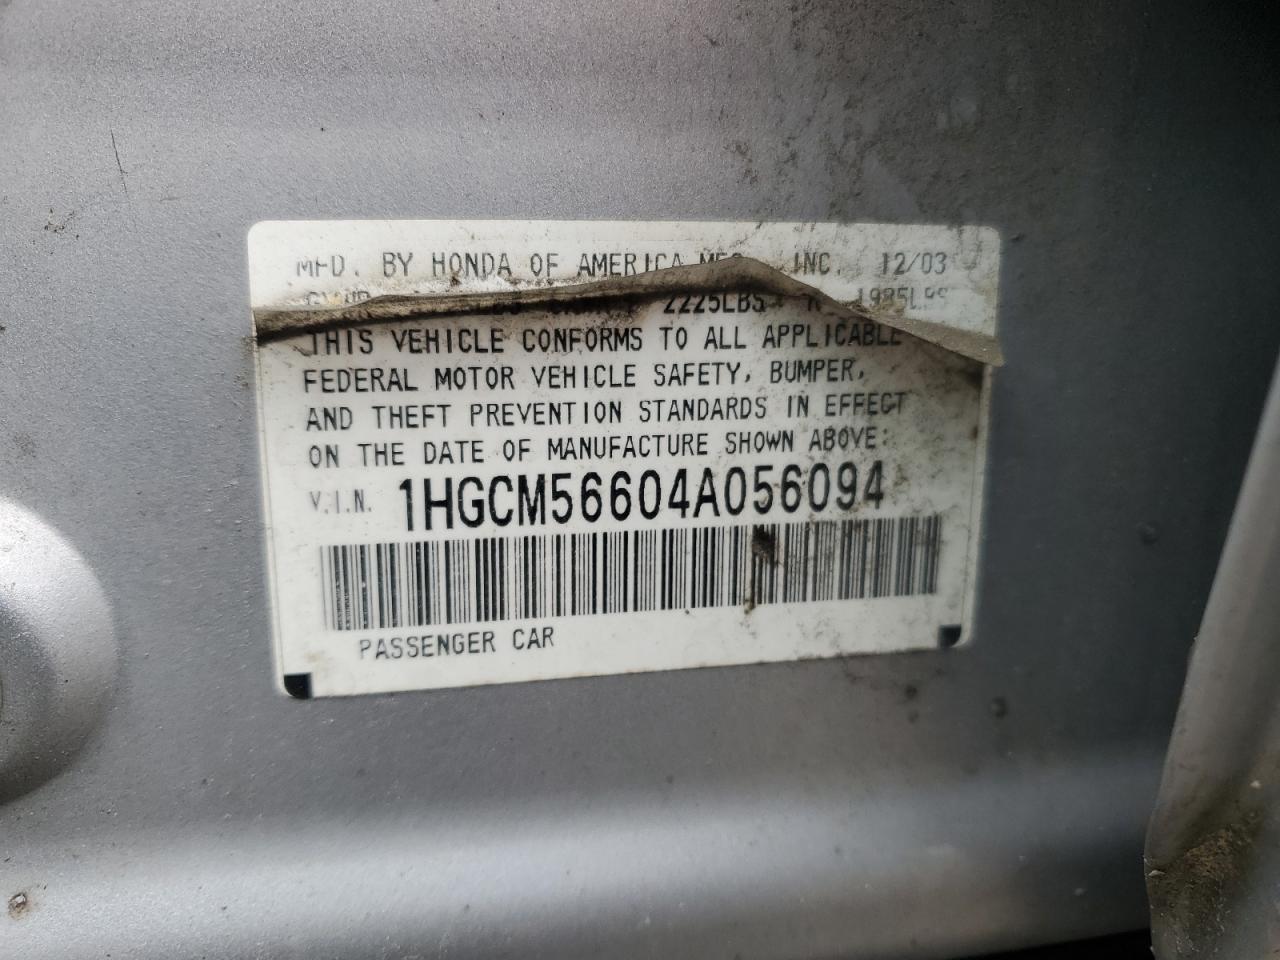 MFD. BY HONDA OF AMERICA INC. 12/03
2225LBS 1985LBS
THIS VEHICLE CONFORMS TO ALL APPLICABLE
FEDERAL MOTOR VEHICLE SAFETY, BUMPER,
AND THEFT PREVENTION STANDARDS IN EFFECT
ON THE DATE OF MANUFACTURE SHOWN ABOVE:
V.I.N. 1HGCM56604A056094
PASSENGER CAR